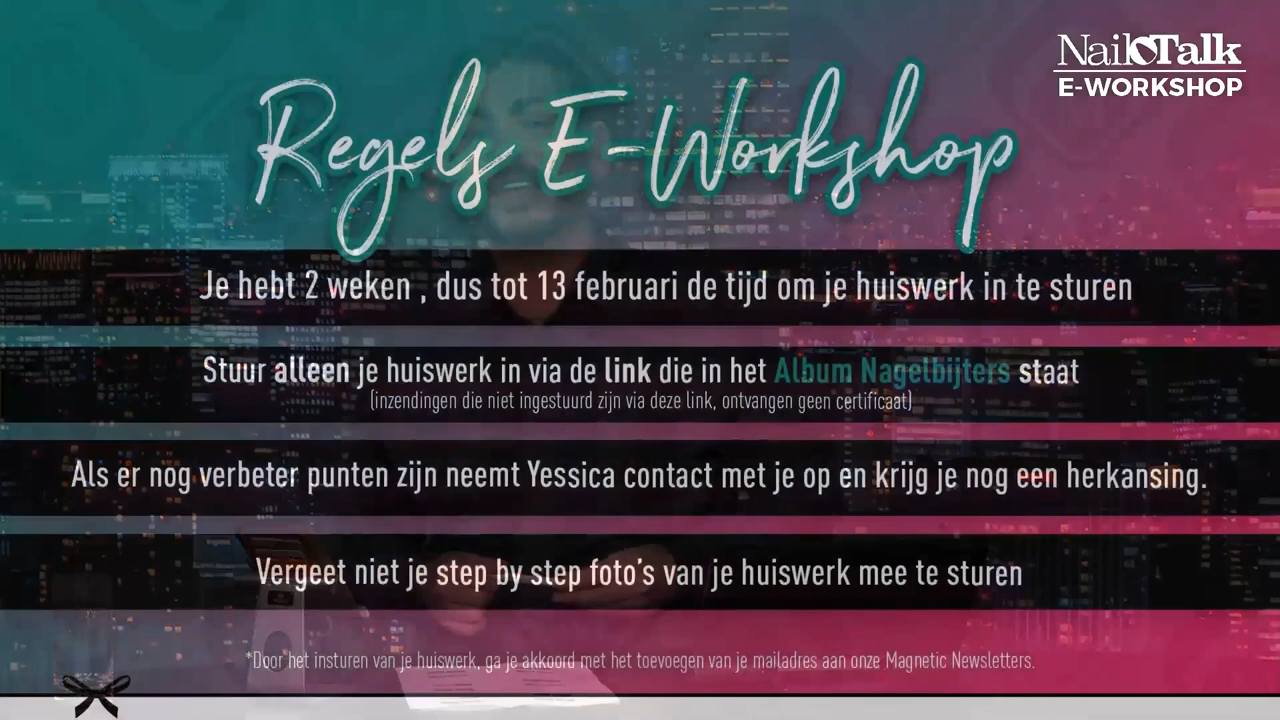 NailTalk
E-WORKSHOP
Regels E-Workshop
Je hebt 2 weken , dus tot 13 februari de tijd om je huiswerk in te sturen
Stuur alleen je huiswerk in via de link die in het Album Nagelbijters staat
(inzendingen die niet ingestuurd zijn via deze link, ontvangen geen certificaat)
Als er nog verbeter punten zijn neemt Yessica contact met je op en krijg je nog een herkansing.
Vergeet niet je step by step foto's van je huiswerk mee te sturen
*Door het insturen van je huiswerk, ga je akkoord met het toevoegen van je mailadres aan onze Magnetic Newsletters.